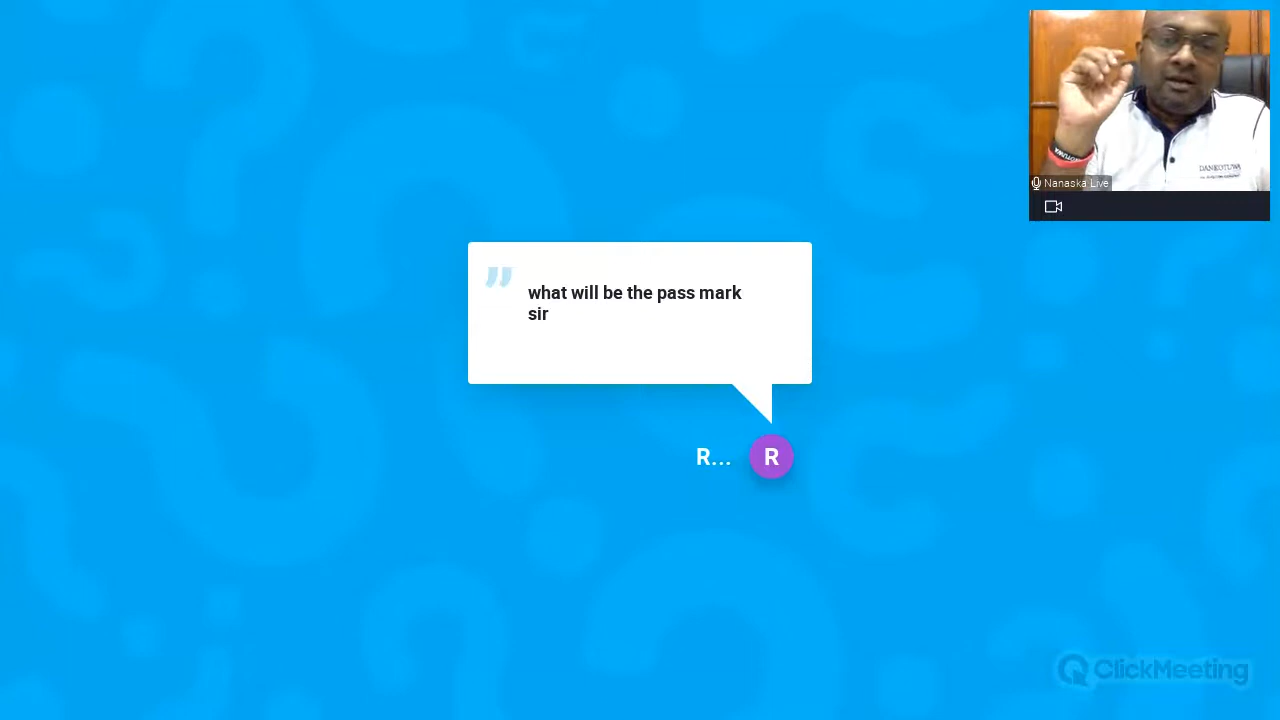 Nanaska Live
DANKOTUWA
what will be the pass mark
sir
R...
R
ClickMeeting